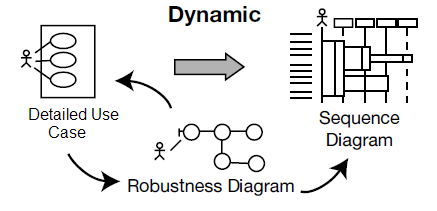 Dynamic
Detailed Use
Case
Sequence
Diagram
Robustness Diagram